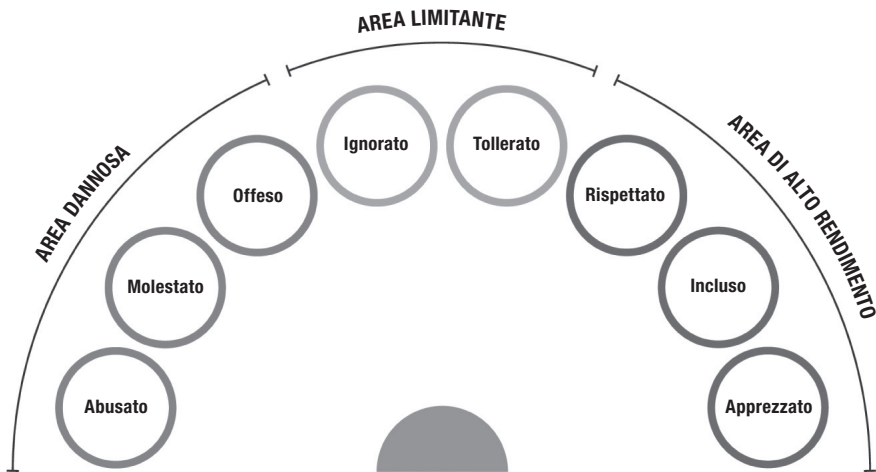 AREA LIMITANTE
AREA DANNOSA
AREA DI ALTO RENDIMENTO
Ignorato
Tollerato
Offeso
Rispettato
Molestato
Incluso
Abusato
Apprezzato